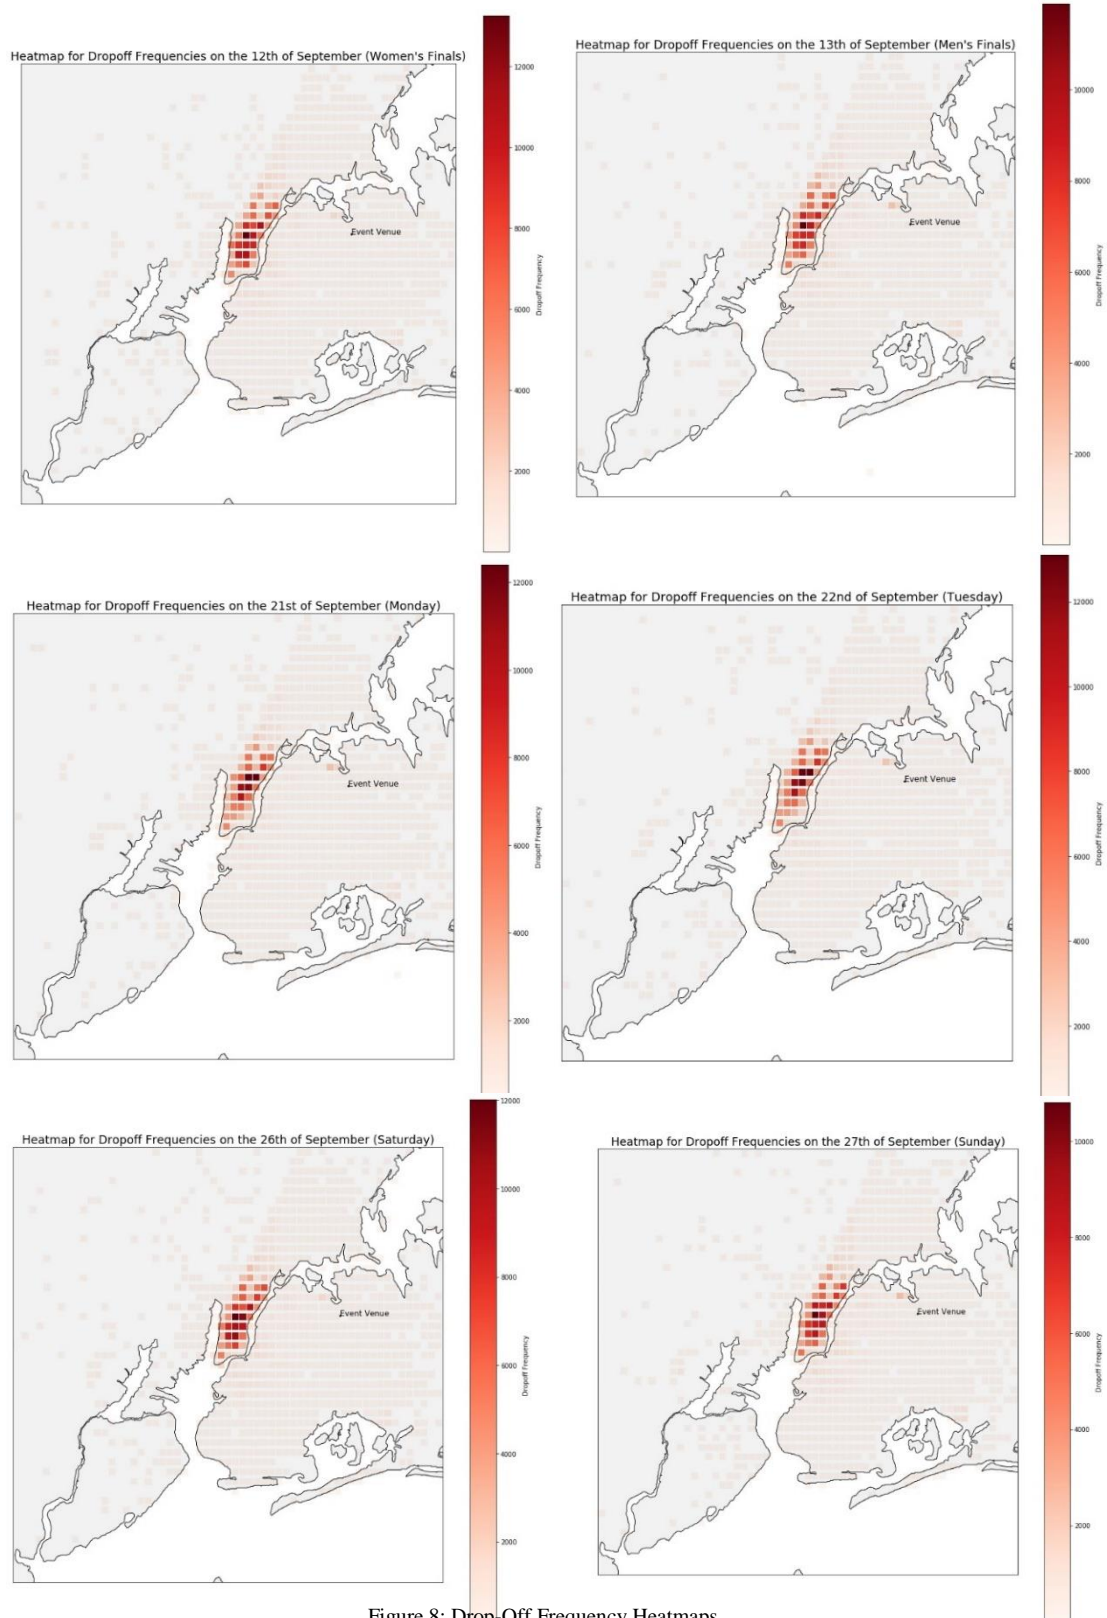 Heatmap for Dropoff Frequencies on the 12th of September (Women's Finals)
Event Venue
12000
10000
8000
6000
4000
2000
Dropoff Frequency
Heatmap for Dropoff Frequencies on the 13th of September (Men's Finals)
Event Venue
10000
8000
6000
4000
2000
Dropoff Frequency
Heatmap for Dropoff Frequencies on the 21st of September (Monday)
Event Venue
12000
10000
8000
6000
4000
2000
Dropoff Frequency
Heatmap for Dropoff Frequencies on the 22nd of September (Tuesday)
Event Venue
12000
10000
8000
6000
4000
2000
Dropoff Frequency
Heatmap for Dropoff Frequencies on the 26th of September (Saturday)
Event Venue
12000
10000
8000
6000
4000
2000
Dropoff Frequency
Heatmap for Dropoff Frequencies on the 27th of September (Sunday)
Event Venue
10000
8000
6000
4000
2000
Dropoff Frequency
Figure 8: Drop-Off Frequency Heatmaps